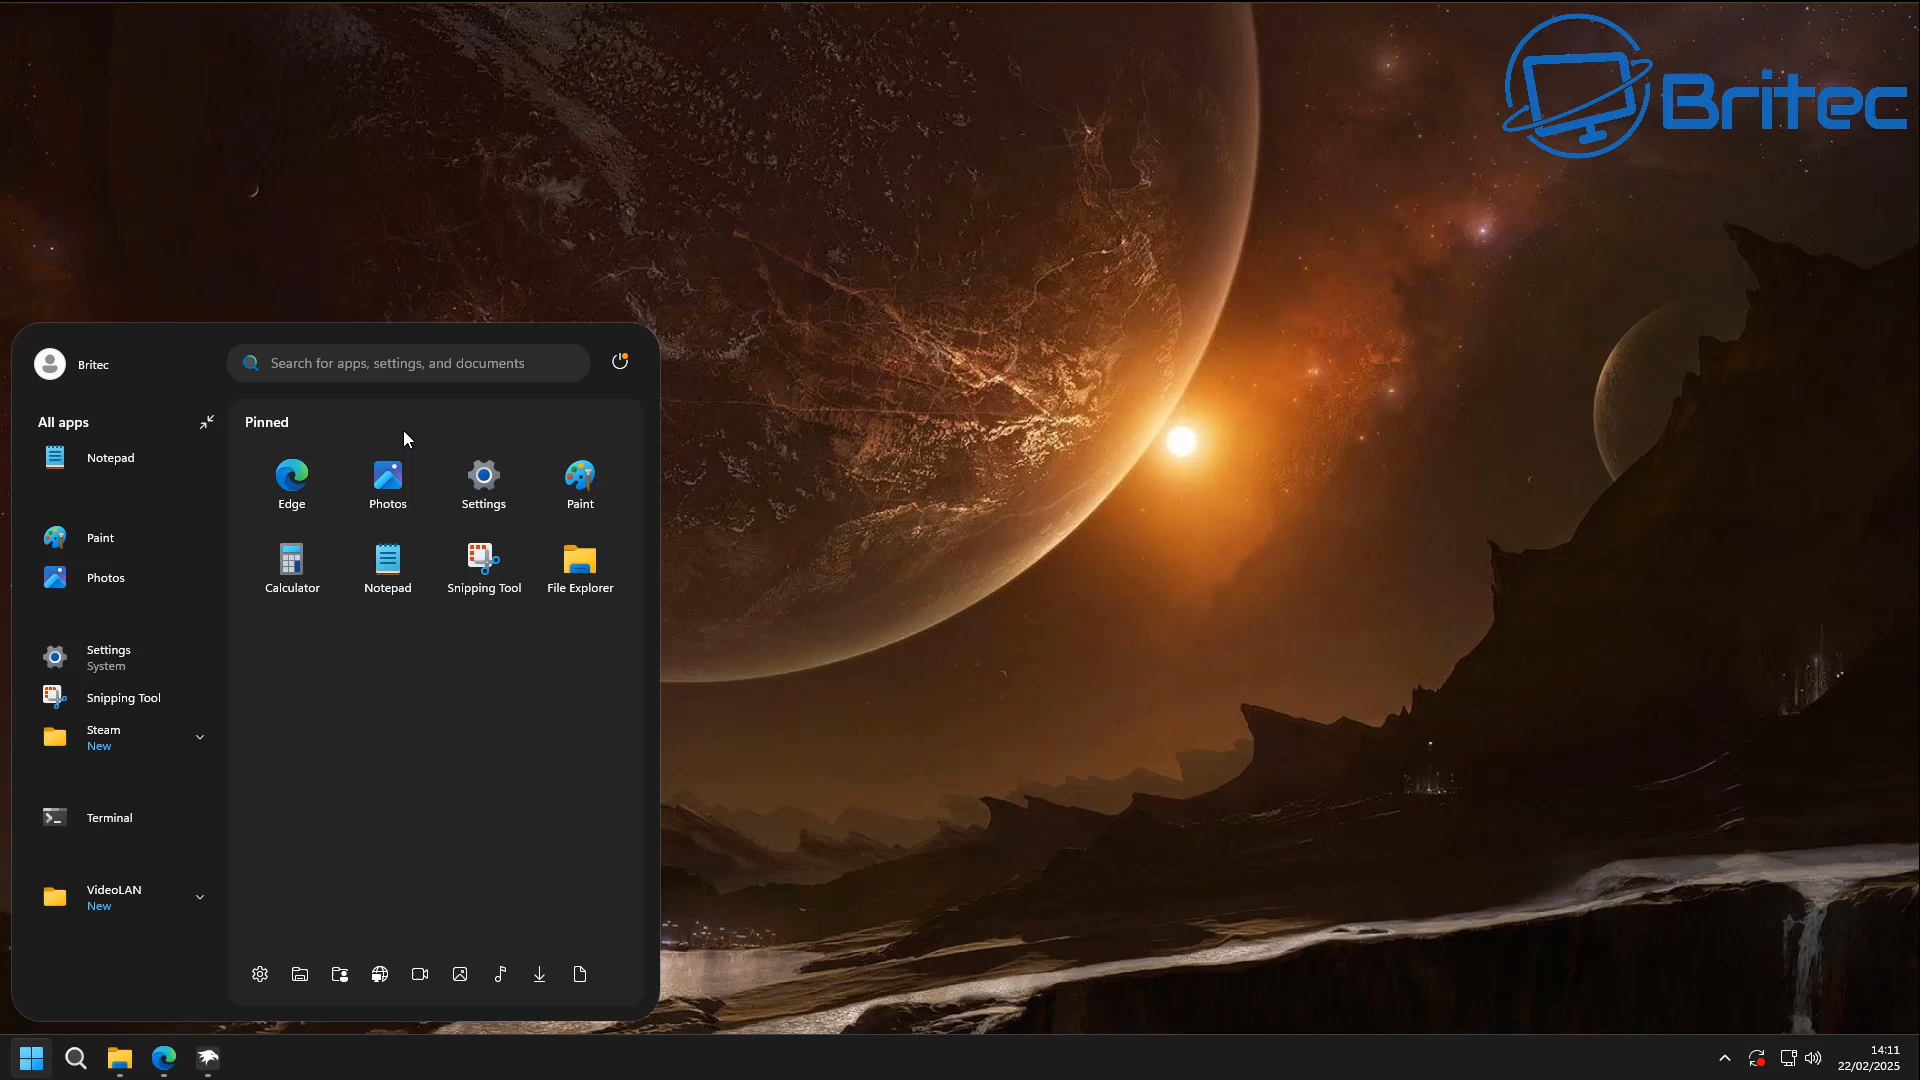 Britec
Britec
Search for apps, settings, and documents
All apps
Notepad
Paint
Photos
Settings
System
Snipping Tool
Steam
New
Terminal
VideoLAN
New
Pinned
Edge
Photos
Settings
Paint
Calculator
Notepad
Snipping Tool
File Explorer
14:11
22/02/2025